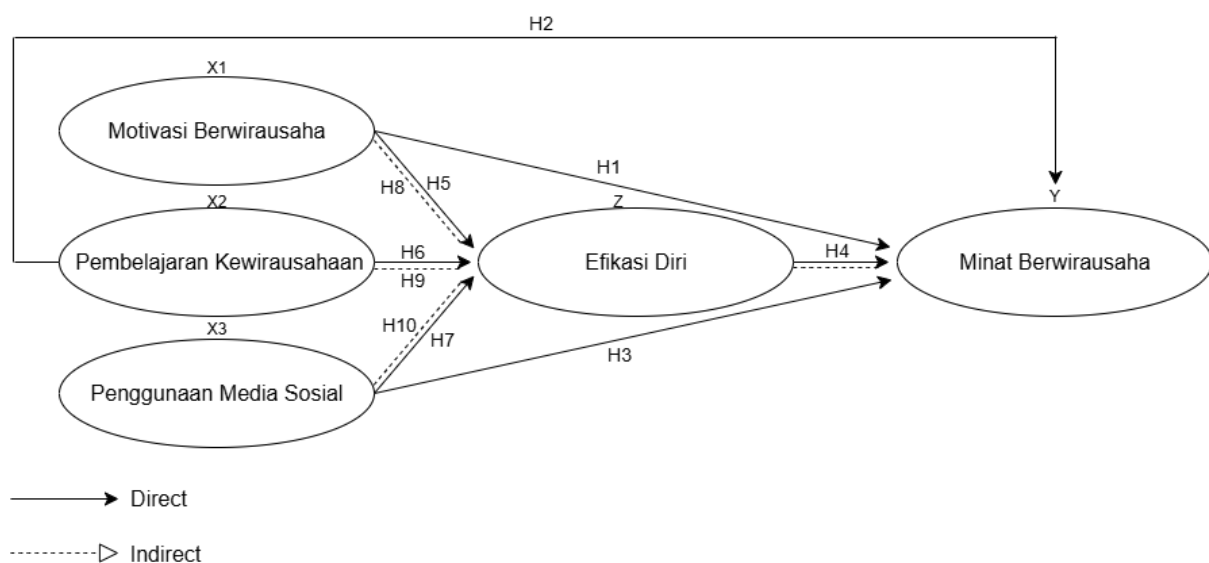 H2
X1
Motivasi Berwirausaha
H1
H5
H8
X2
Z
Y
Pembelajaran Kewirausahaan
H6
H9
Efikasi Diri
H4
Minat Berwirausaha
X3
H10
H7
H3
Penggunaan Media Sosial
Direct
Indirect